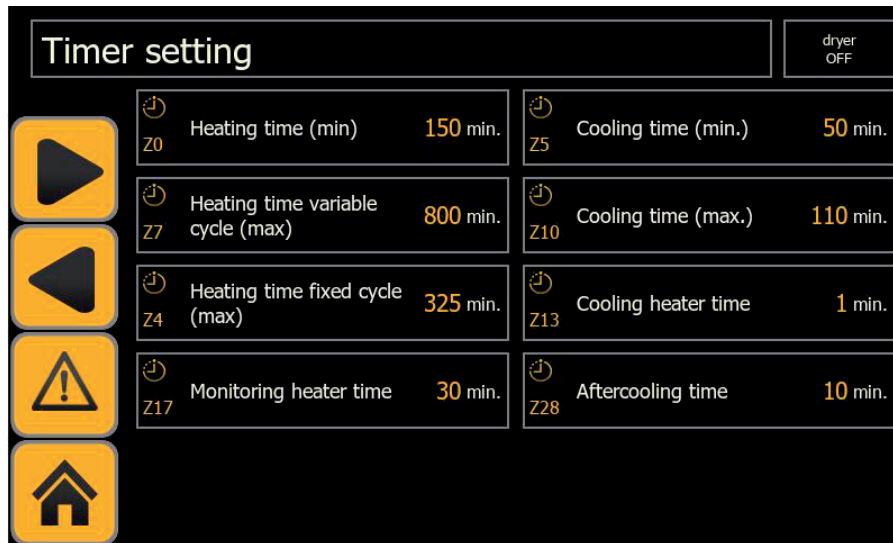 Timer setting
dryer
OFF
Z0
Heating time (min)
150 min.
Z5
Cooling time (min.)
50 min.
Z7
Heating time variable
cycle (max)
800 min.
Z10
Cooling time (max.)
110 min.
Z4
Heating time fixed cycle
(max)
325 min.
Z13
Cooling heater time
1 min.
Z17
Monitoring heater time
30 min.
Z28
Aftercooling time
10 min.